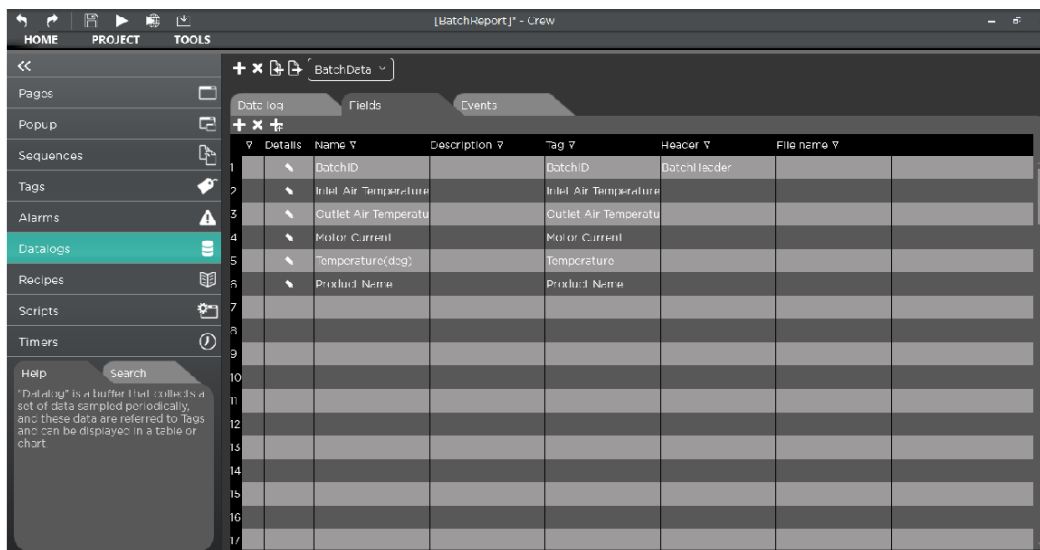 [BatchReport]* - Crew
HOME PROJECT TOOLS
<<
BatchData
Pages
Popup
Sequences
Tags
Alarms
Datalogs
Recipes
Scripts
Timers
Help Search
"Datalog" is a buffer that collects a
set of data sampled periodically,
and these data are referred to Tags
and can be displayed in a table or
chart.
Data log Fields Events
Details Name Description Tag Header File name
1 BatchID BatchID BatchHeader
2 Inlet Air Temperature Inlet Air Temperature
3 Outlet Air Temperatu Outlet Air Temperatu
4 Motor Current Motor Current
5 Temperature(deg) Temperature
6 Product Name Product Name
7
8
9
10
11
12
13
14
15
16
17